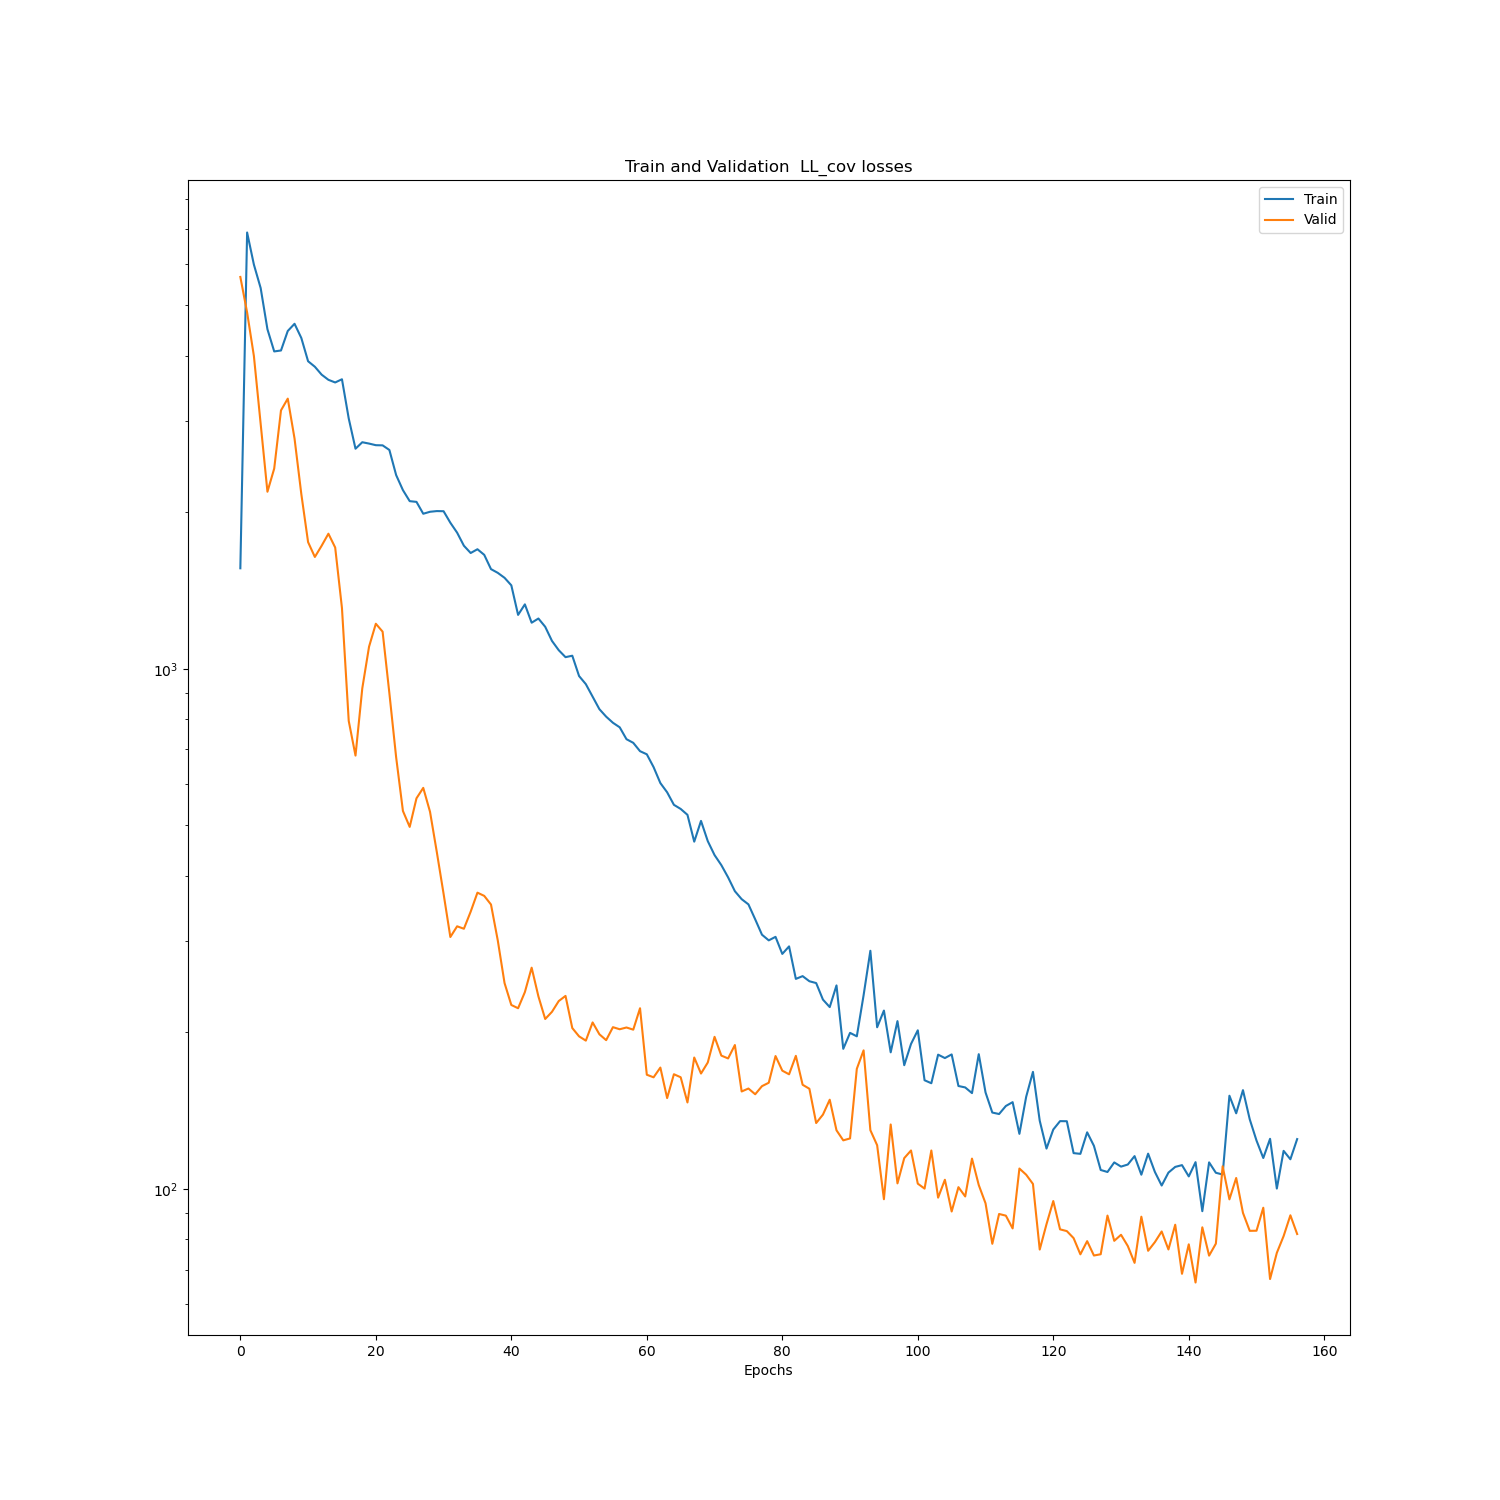 Train and Validation  LL_cov losses
Train
Valid
10³
10²
0 20 40 60 80 100 120 140 160
Epochs